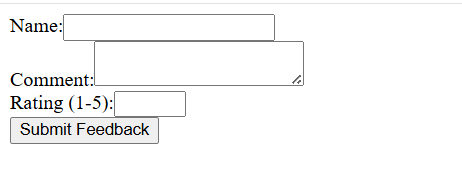 Name:
Comment:
Rating (1-5):
Submit Feedback